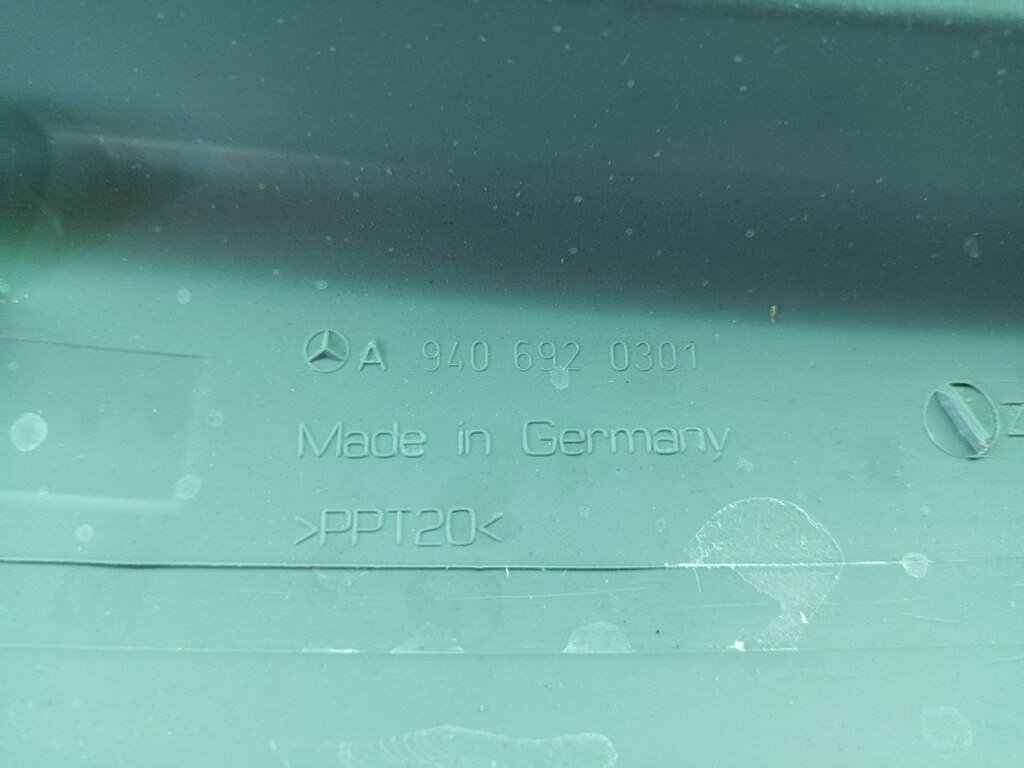 A 940 692 0301
Made in Germany
>PPT20<
Z